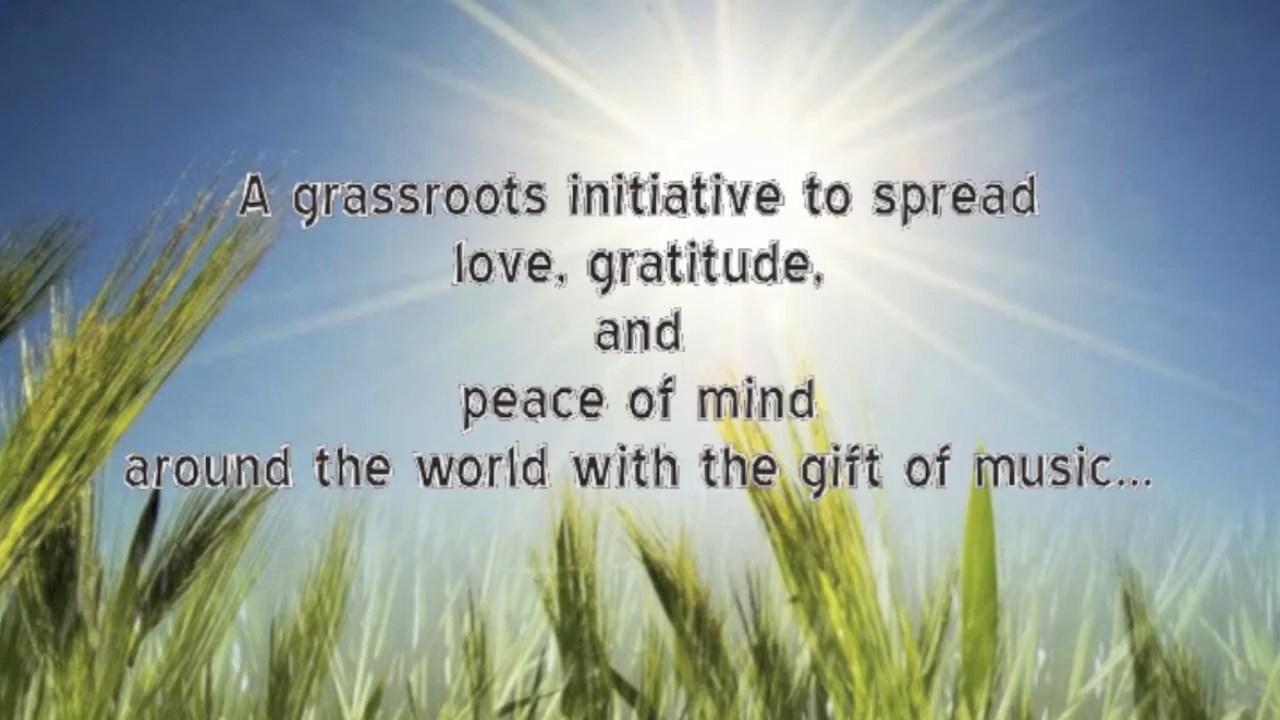 A grassroots initiative to spread
love, gratitude,
and
peace of mind
around the world with the gift of music...